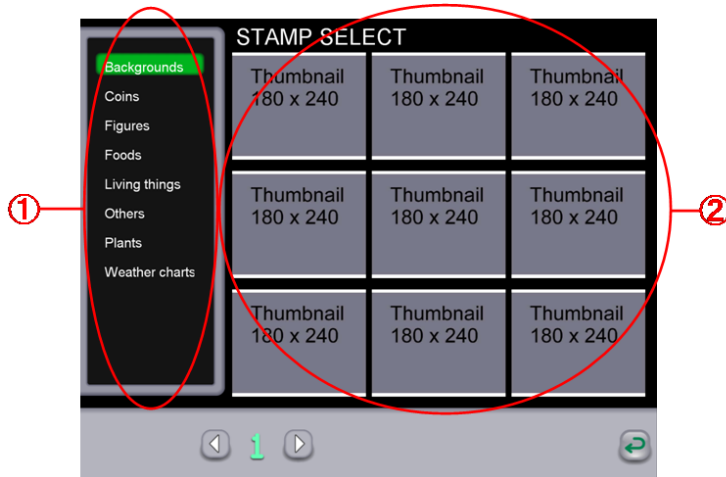 STAMP SELECT
Backgrounds
Coins
Figures
Foods
Living things
Others
Plants
Weather charts
Thumbnail
180 x 240
Thumbnail
180 x 240
Thumbnail
180 x 240
Thumbnail
180 x 240
Thumbnail
180 x 240
Thumbnail
180 x 240
Thumbnail
180 x 240
Thumbnail
180 x 240
Thumbnail
180 x 240
①
②
1